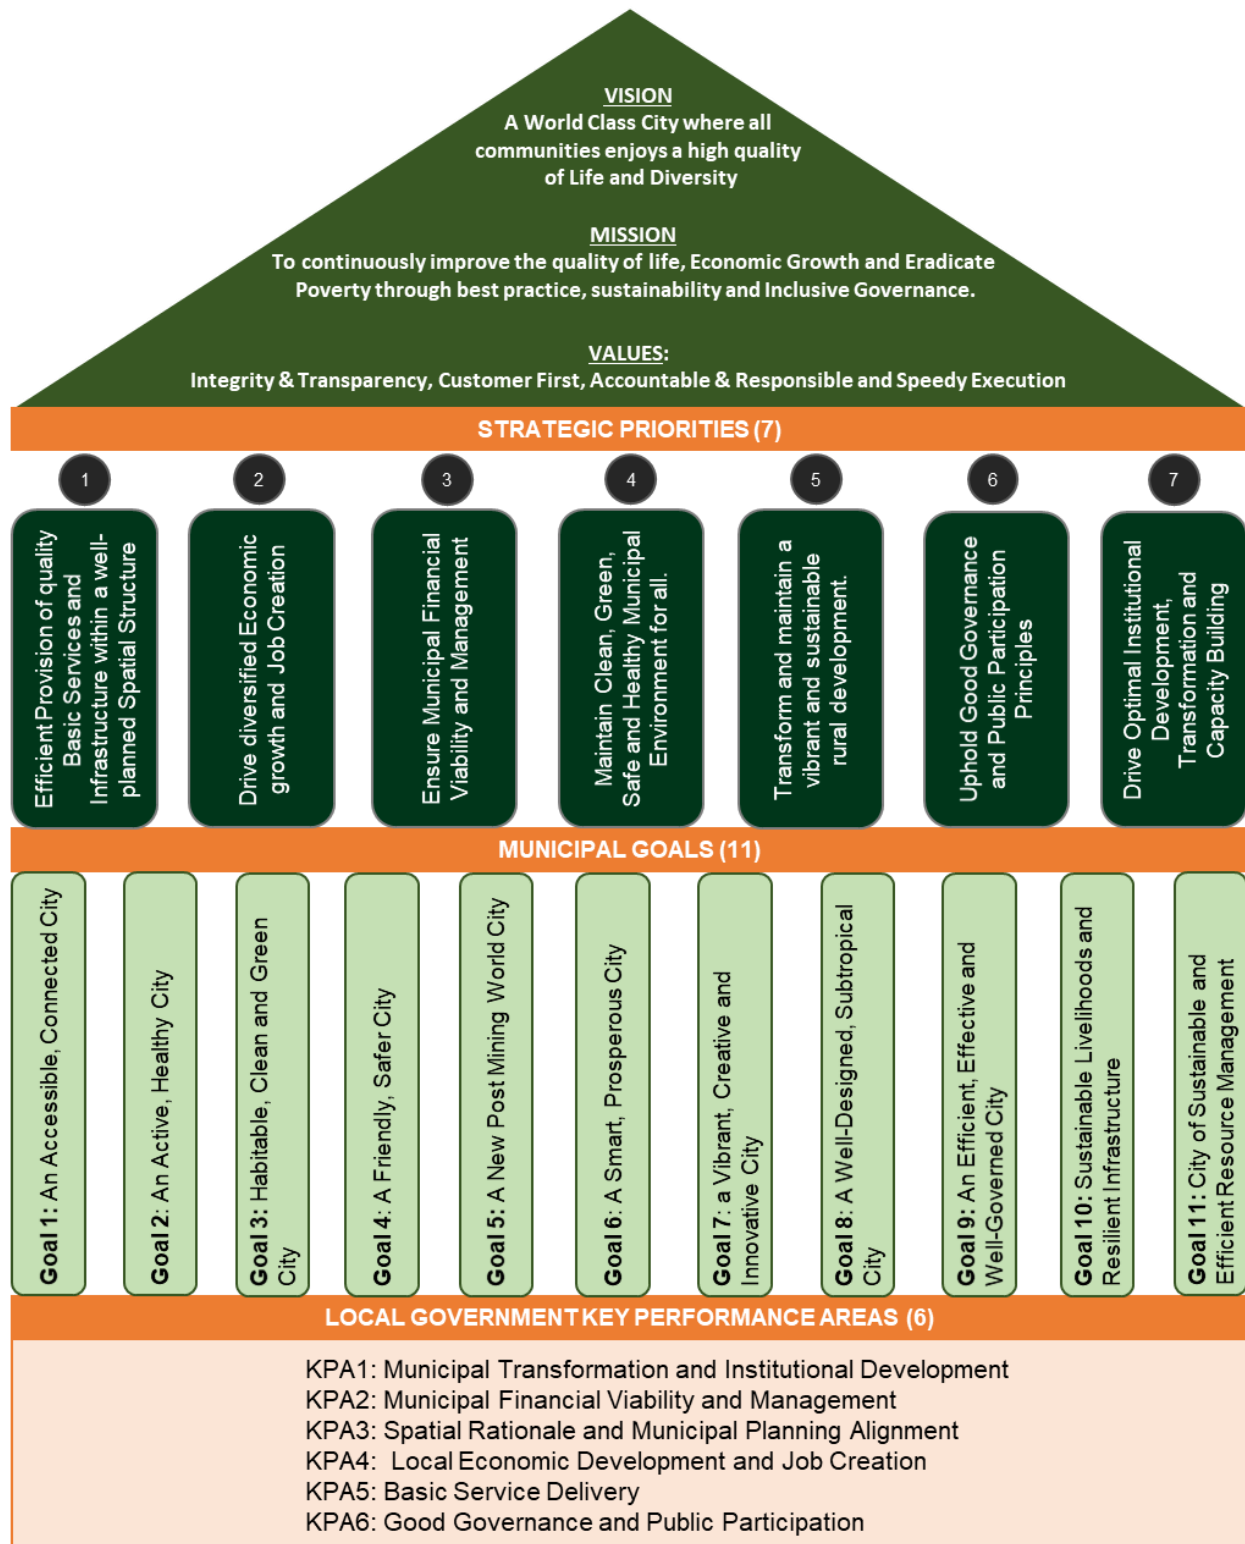 VISION
A World Class City where all
communities enjoys a high quality
of Life and Diversity
MISSION
To continuously improve the quality of life, Economic Growth and Eradicate
Poverty through best practice, sustainability and Inclusive Governance.
VALUES:
Integrity & Transparency, Customer First, Accountable & Responsible and Speedy Execution
STRATEGIC PRIORITIES (7)
1
Efficient Provision of quality
Basic Services and
Infrastructure within a well-
planned Spatial Structure
2
Drive diversified Economic
growth and Job Creation
3
Ensure Municipal Financial
Viability and Management
4
Maintain Clean, Green,
Safe and Healthy Municipal
Environment for all.
5
Transform and maintain a
vibrant and sustainable
rural development.
6
Uphold Good Governance
and Public Participation
Principles
7
Drive Optimal Institutional
Development,
Transformation and
Capacity Building
MUNICIPAL GOALS (11)
Goal 1: An Accessible, Connected City
Goal 2: An Active, Healthy City
Goal 3: Habitable, Clean and Green
City
Goal 4: A Friendly, Safer City
Goal 5: A New Post Mining World City
Goal 6: A Smart, Prosperous City
Goal 7: a Vibrant, Creative and
Innovative City
Goal 8: A Well-Designed, Subtropical
City
Goal 9: An Efficient, Effective and
Well-Governed City
Goal 10: Sustainable Livelihoods and
Resilient Infrastructure
Goal 11: City of Sustainable and
Efficient Resource Management
LOCAL GOVERNMENT KEY PERFORMANCE AREAS (6)
KPA1: Municipal Transformation and Institutional Development
KPA2: Municipal Financial Viability and Management
KPA3: Spatial Rationale and Municipal Planning Alignment
KPA4: Local Economic Development and Job Creation
KPA5: Basic Service Delivery
KPA6: Good Governance and Public Participation